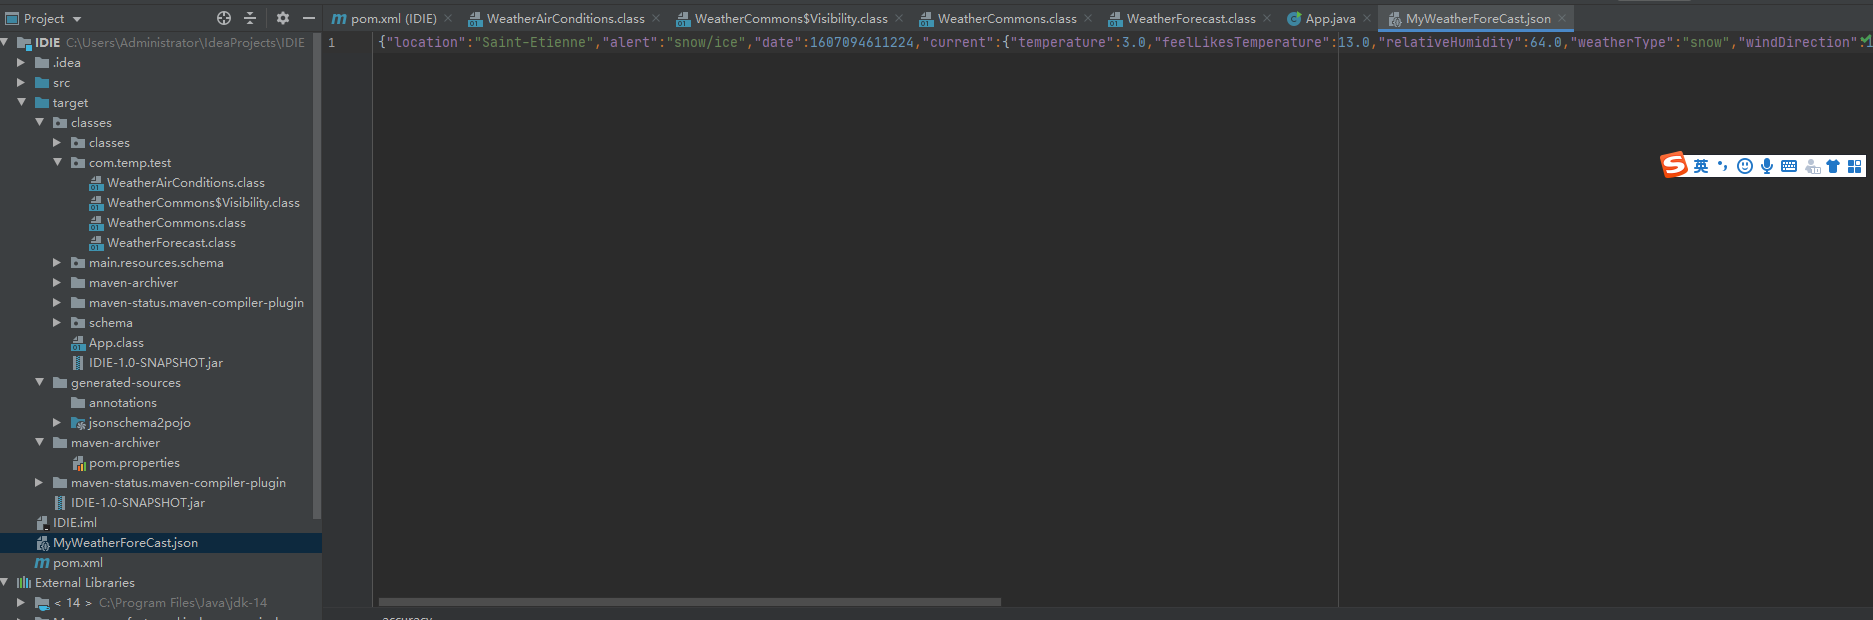 Project
pom.xml (IDIE)
WeatherAirConditions.class
WeatherCommons$Visibility.class
WeatherCommons.class
WeatherForecast.class
App.java
MyWeatherForeCast.json
IDIE C:\Users\Administrator\IdeaProjects\IDIE
1
{"location":"Saint-Etienne","alert":"snow/ice","date":1607094611224,"current":{"temperature":3.0,"feelLikesTemperature":13.0,"relativeHumidity":64.0,"weatherType":"snow","windDirection":1
.idea
src
target
classes
classes
com.temp.test
英
WeatherAirConditions.class
WeatherCommons$Visibility.class
WeatherCommons.class
WeatherForecast.class
main.resources.schema
maven-archiver
maven-status.maven-compiler-plugin
schema
App.class
IDIE-1.0-SNAPSHOT.jar
generated-sources
annotations
jsonschema2pojo
maven-archiver
pom.properties
maven-status.maven-compiler-plugin
IDIE-1.0-SNAPSHOT.jar
IDIE.iml
MyWeatherForeCast.json
pom.xml
External Libraries
< 14 > C:\Program Files\Java\jdk-14
accuracy